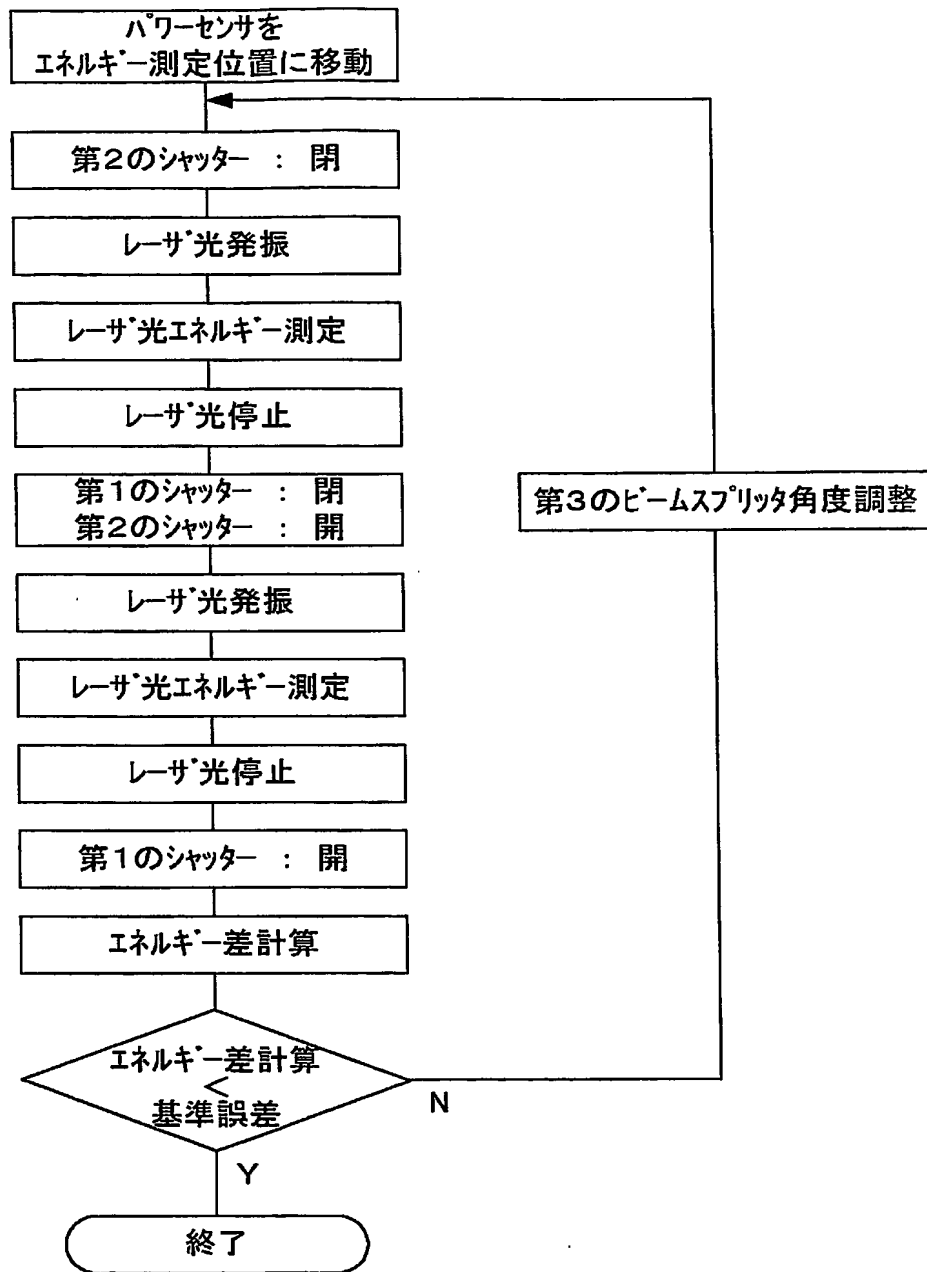 パワーセンサを
エネルギー測定位置に移動
第2のシャッター : 閉
レーザ光発振
レーザ光エネルギー測定
レーザ光停止
第1のシャッター : 閉
第2のシャッター : 開
レーザ光発振
レーザ光エネルギー測定
レーザ光停止
第1のシャッター : 開
エネルギー差計算
エネルギー差計算
<
基準誤差
N
Y
終了
第3のビームスプリッタ角度調整